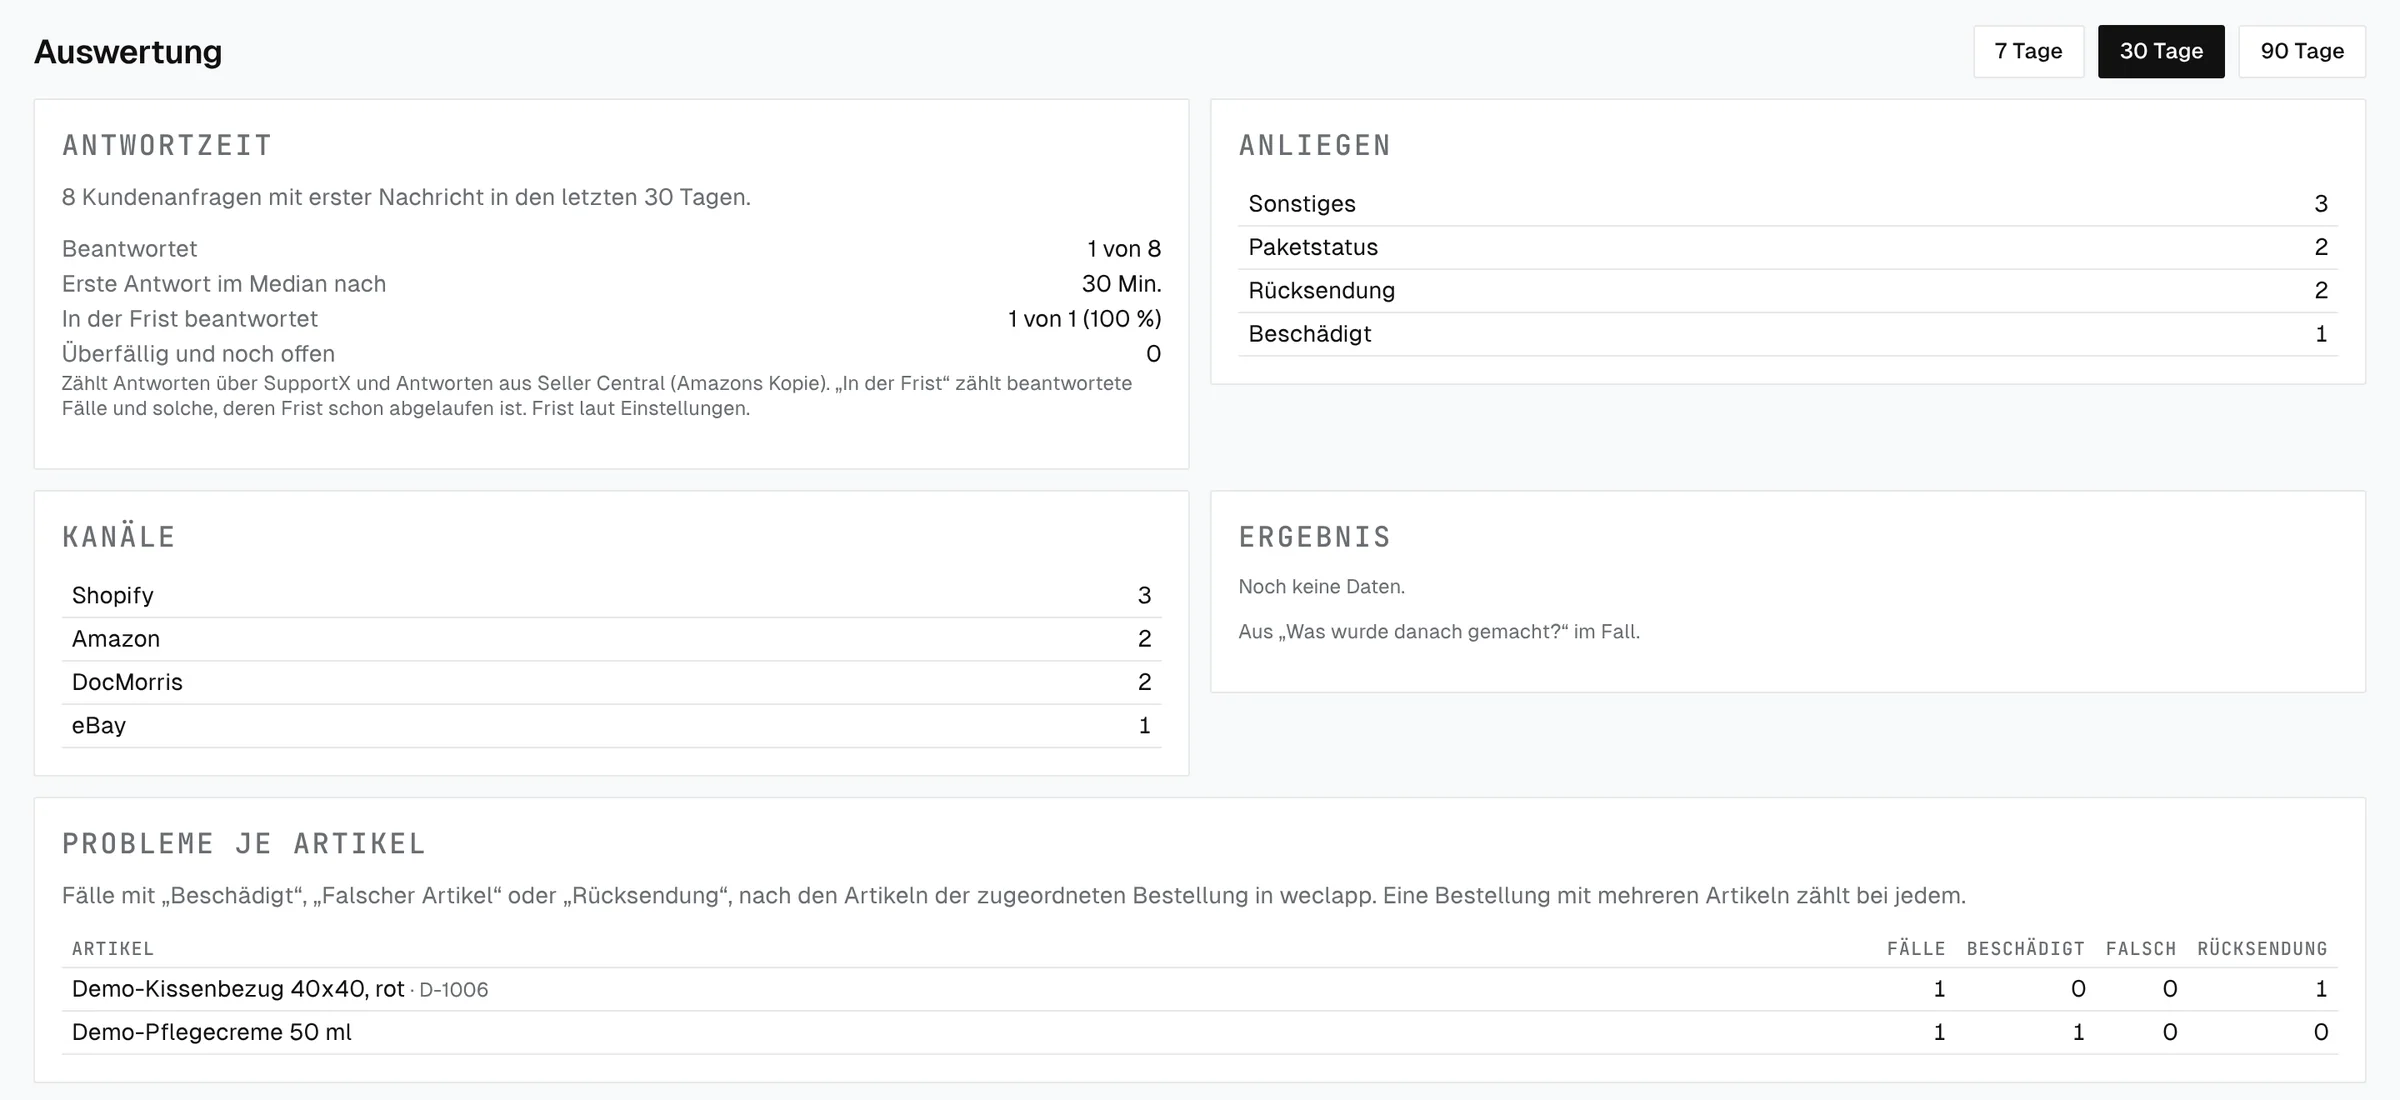 Auswertung
7 Tage
30 Tage
90 Tage
ANTWORTZEIT
8 Kundenanfragen mit erster Nachricht in den letzten 30 Tagen.
Beantwortet 1 von 8
Erste Antwort im Median nach 30 Min.
In der Frist beantwortet 1 von 1 (100 %)
Überfällig und noch offen 0
Zählt Antworten über SupportX und Antworten aus Seller Central (Amazons Kopie). „In der Frist“ zählt beantwortete
Fälle und solche, deren Frist schon abgelaufen ist. Frist laut Einstellungen.
ANLIEGEN
Sonstiges 3
Paketstatus 2
Rücksendung 2
Beschädigt 1
KANÄLE
Shopify 3
Amazon 2
DocMorris 2
eBay 1
ERGEBNIS
Noch keine Daten.
Aus „Was wurde danach gemacht?“ im Fall.
PROBLEME JE ARTIKEL
Fälle mit „Beschädigt“, „Falscher Artikel“ oder „Rücksendung“, nach den Artikeln der zugeordneten Bestellung in weclapp. Eine Bestellung mit mehreren Artikeln zählt bei jedem.
ARTIKEL FÄLLE BESCHÄDIGT FALSCH RÜCKSENDUNG
Demo-Kissenbezug 40x40, rot · D-1006 1 0 0 1
Demo-Pflegecreme 50 ml 1 1 0 0